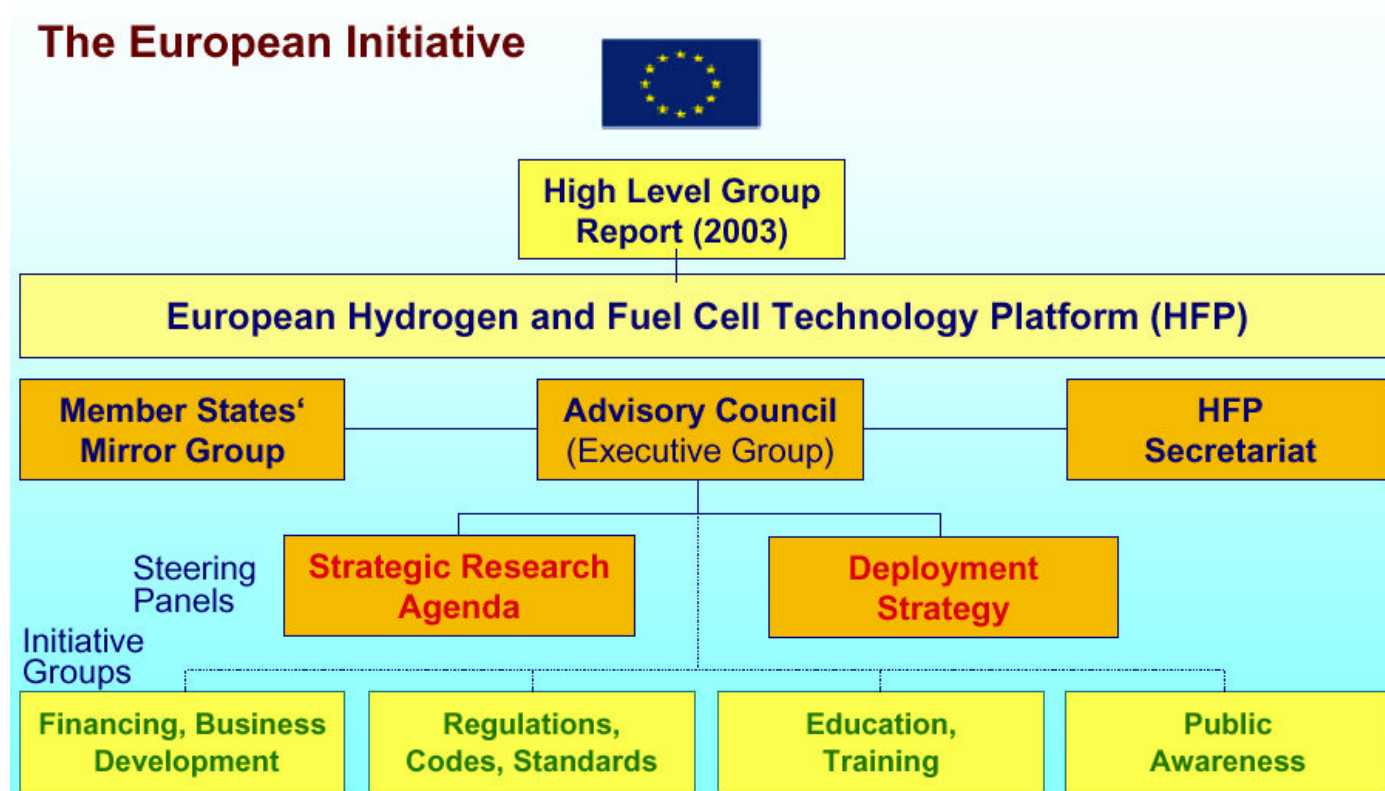 The European Initiative
High Level Group
Report (2003)
European Hydrogen and Fuel Cell Technology Platform (HFP)
Member States‘
Mirror Group
Advisory Council
(Executive Group)
HFP
Secretariat
Steering
Panels
Strategic Research
Agenda
Deployment
Strategy
Initiative
Groups
Financing, Business
Development
Regulations,
Codes, Standards
Education,
Training
Public
Awareness